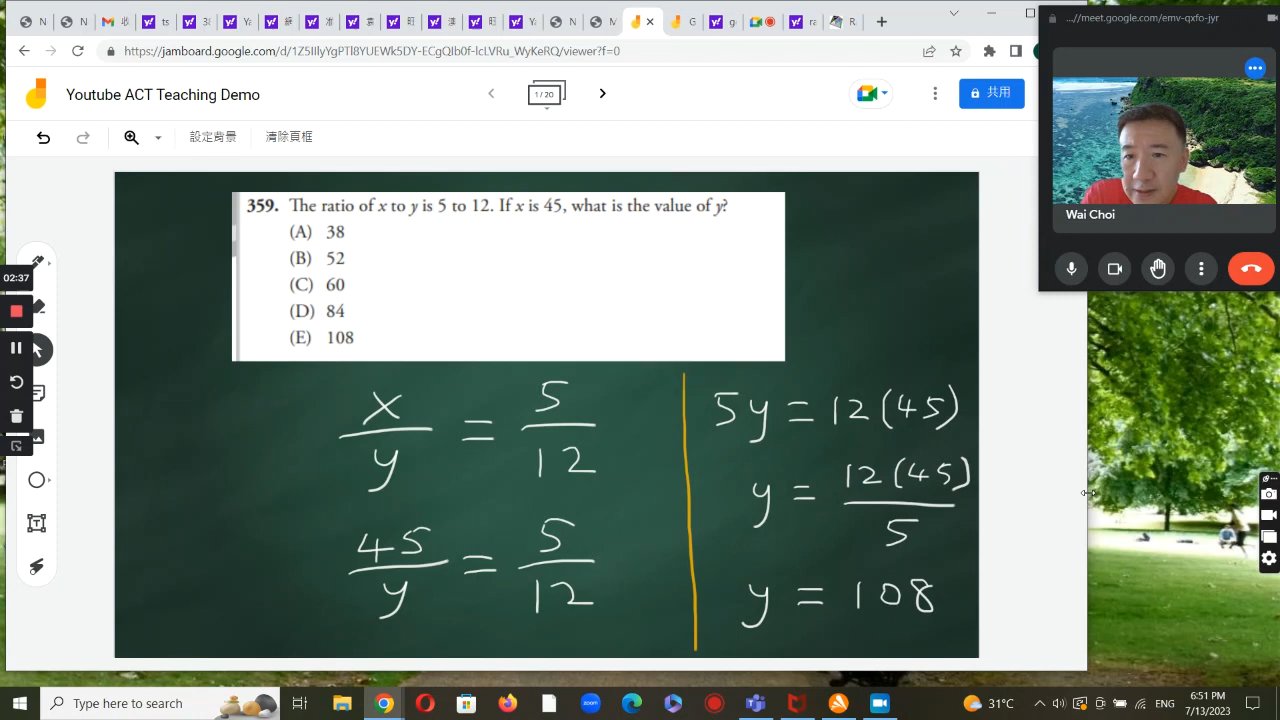 https://jamboard.google.com/d/1Z5IIlyYgPTl8YUEWk5DY-ECgQIb0f-lcLVRu_WyKeRQ/viewer?f=0
.../meet.google.com/emv-qxfo-jyr
Youtube ACT Teaching Demo
1 / 20
共用
設定背景
清除頁框
Wai Choi
02:37
359. The ratio of x to y is 5 to 12. If x is 45, what is the value of y?
(A) 38
(B) 52
(C) 60
(D) 84
(E) 108
x/y = 5/12
45/y = 5/12
5y = 12(45)
y = 12(45)/5
y = 108
Type here to search
zoom
31°C
ENG
6:51 PM
7/13/2023